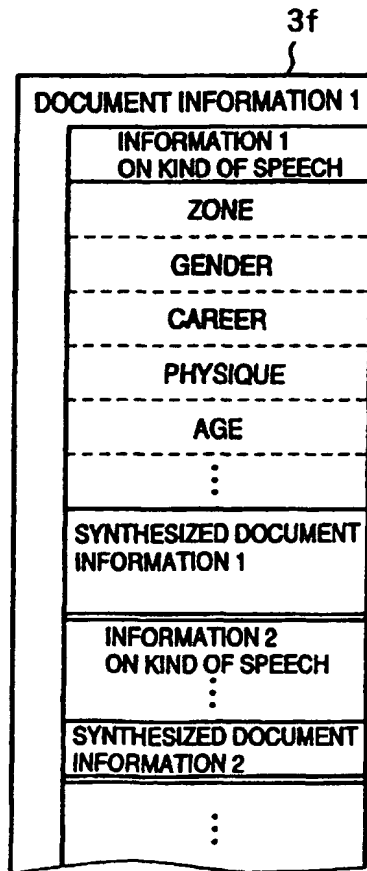 3f
DOCUMENT INFORMATION 1
INFORMATION 1
ON KIND OF SPEECH
ZONE
GENDER
CAREER
PHYSIQUE
AGE
⋮
SYNTHESIZED DOCUMENT
INFORMATION 1
INFORMATION 2
ON KIND OF SPEECH
⋮
SYNTHESIZED DOCUMENT
INFORMATION 2
⋮